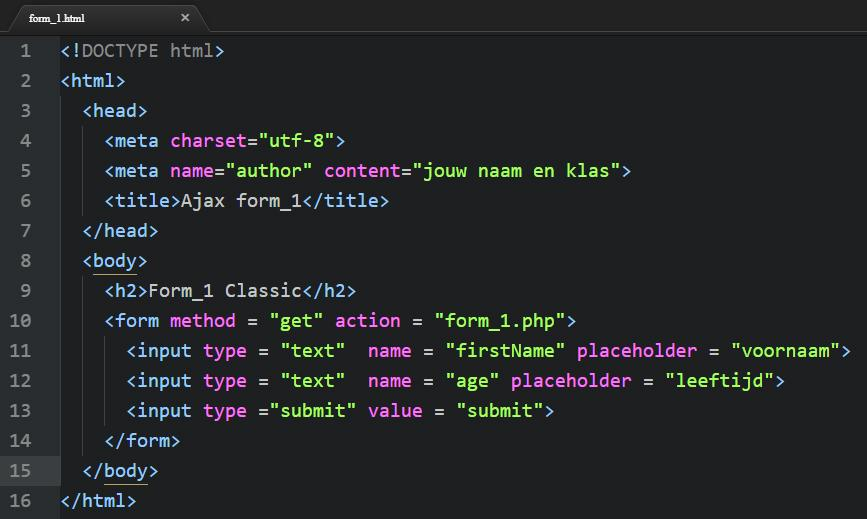 form_1.html ×
1 <!DOCTYPE html>
2 <html>
3 <head>
4 <meta charset="utf-8">
5 <meta name="author" content="jouw naam en klas">
6 <title>Ajax form_1</title>
7 </head>
8 <body>
9 <h2>Form_1 Classic</h2>
10 <form method = "get" action = "form_1.php">
11 <input type = "text"  name = "firstName" placeholder = "voornaam">
12 <input type = "text"  name = "age" placeholder = "leeftijd">
13 <input type ="submit" value = "submit">
14 </form>
15 </body>
16 </html>